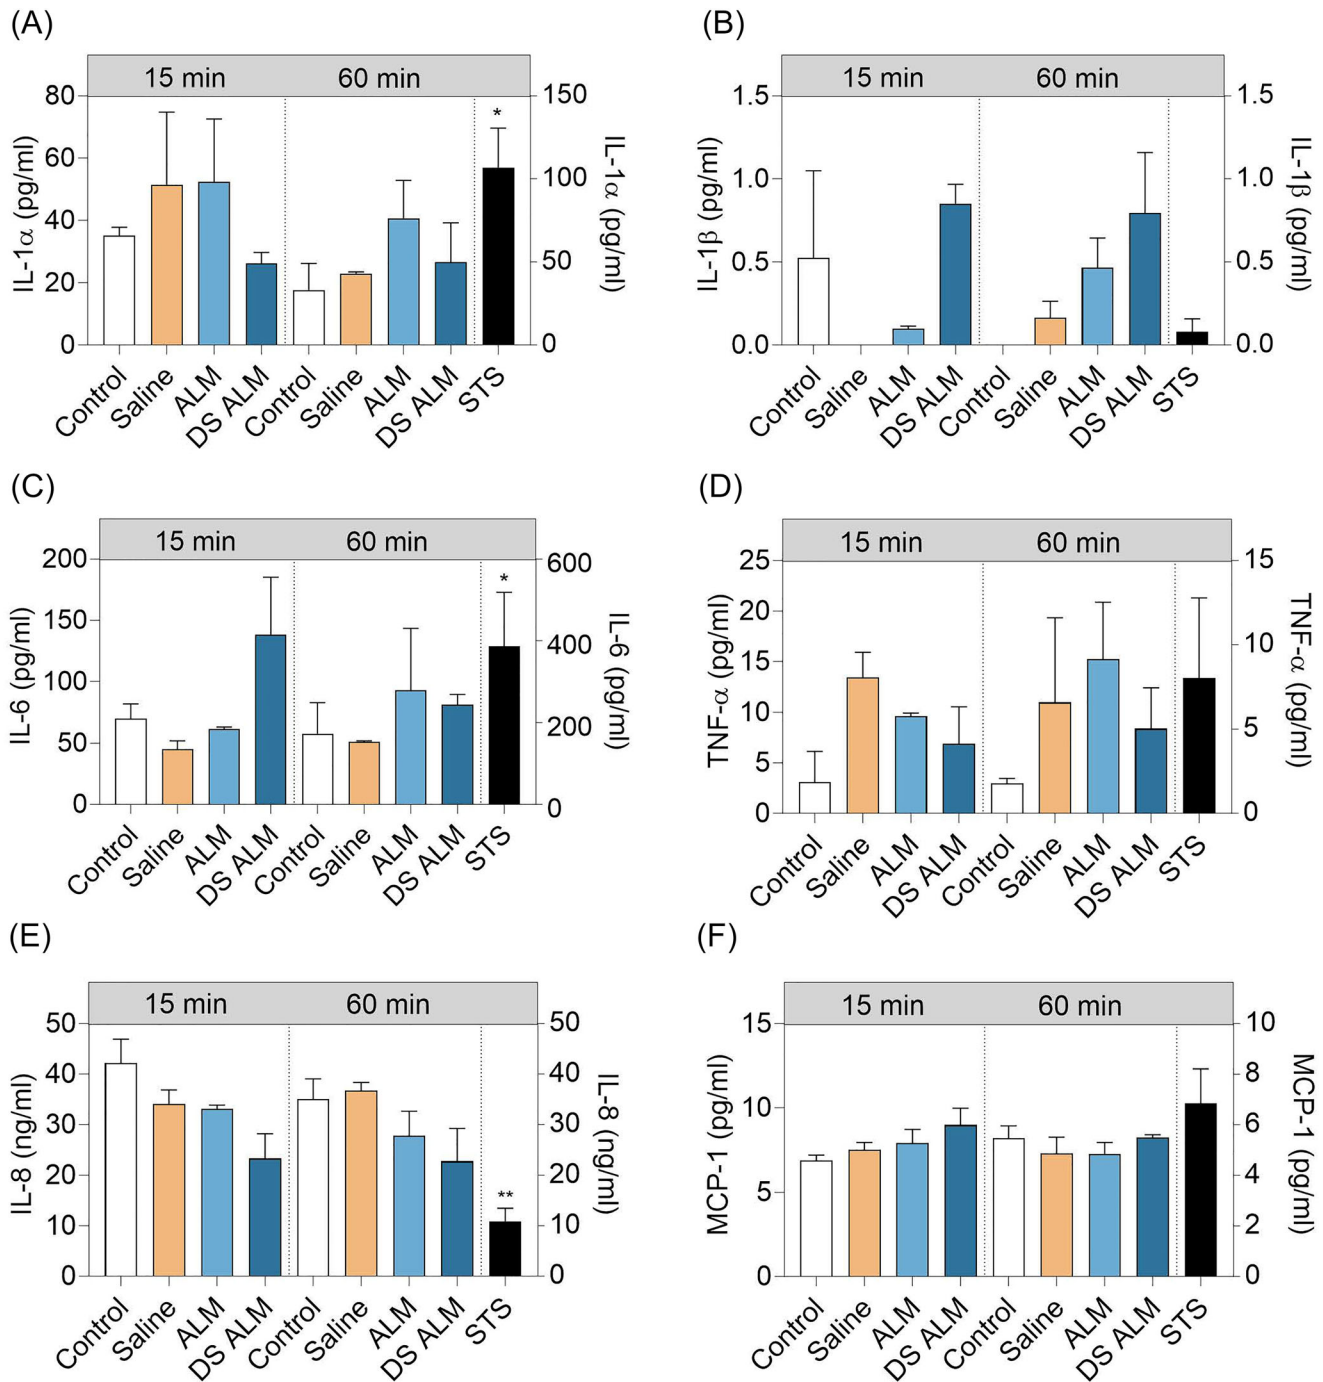 (A)
15 min 60 min
80
60
40
20
0
IL-1α (pg/ml)
*
150
100
50
0
IL-1α (pg/ml)
Control Saline ALM DS ALM Control Saline ALM DS ALM STS
(B)
15 min 60 min
1.5
1.0
0.5
0.0
IL-1β (pg/ml)
1.5
1.0
0.5
0.0
IL-1β (pg/ml)
Control Saline ALM DS ALM Control Saline ALM DS ALM STS
(C)
15 min 60 min
200
150
100
50
0
IL-6 (pg/ml)
*
600
400
200
0
IL-6 (pg/ml)
Control Saline ALM DS ALM Control Saline ALM DS ALM STS
(D)
15 min 60 min
25
20
15
10
5
0
TNF-α (pg/ml)
15
10
5
0
TNF-α (pg/ml)
Control Saline ALM DS ALM Control Saline ALM DS ALM STS
(E)
15 min 60 min
50
40
30
20
10
0
IL-8 (ng/ml)
**
50
40
30
20
10
0
IL-8 (ng/ml)
Control Saline ALM DS ALM Control Saline ALM DS ALM STS
(F)
15 min 60 min
15
10
5
0
MCP-1 (pg/ml)
10
8
6
4
2
0
MCP-1 (pg/ml)
Control Saline ALM DS ALM Control Saline ALM DS ALM STS